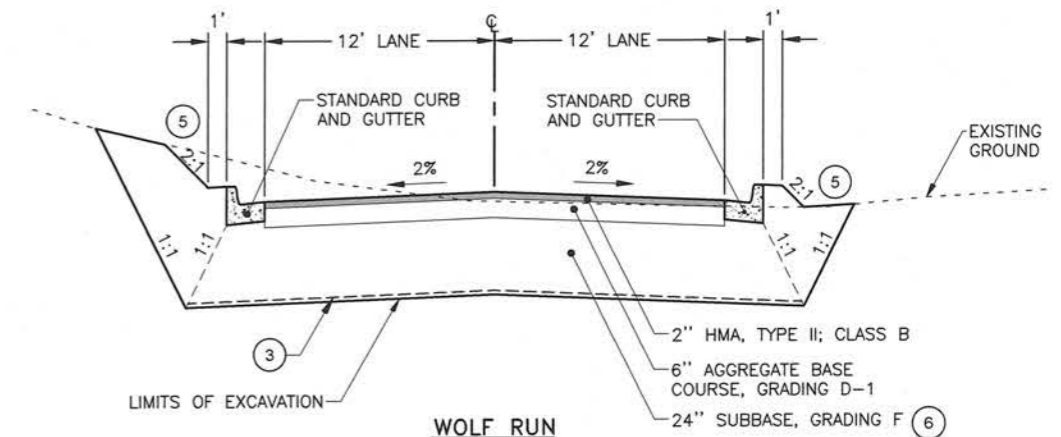 1'
℄
1'
12' LANE
12' LANE
STANDARD CURB
AND GUTTER
STANDARD CURB
AND GUTTER
5
2:1
2%
2%
EXISTING
GROUND
2:1
5
1:1
1:1
1:1
1:1
3
LIMITS OF EXCAVATION
2" HMA, TYPE II; CLASS B
6" AGGREGATE BASE
COURSE, GRADING D-1
24" SUBBASE, GRADING F 6
WOLF RUN